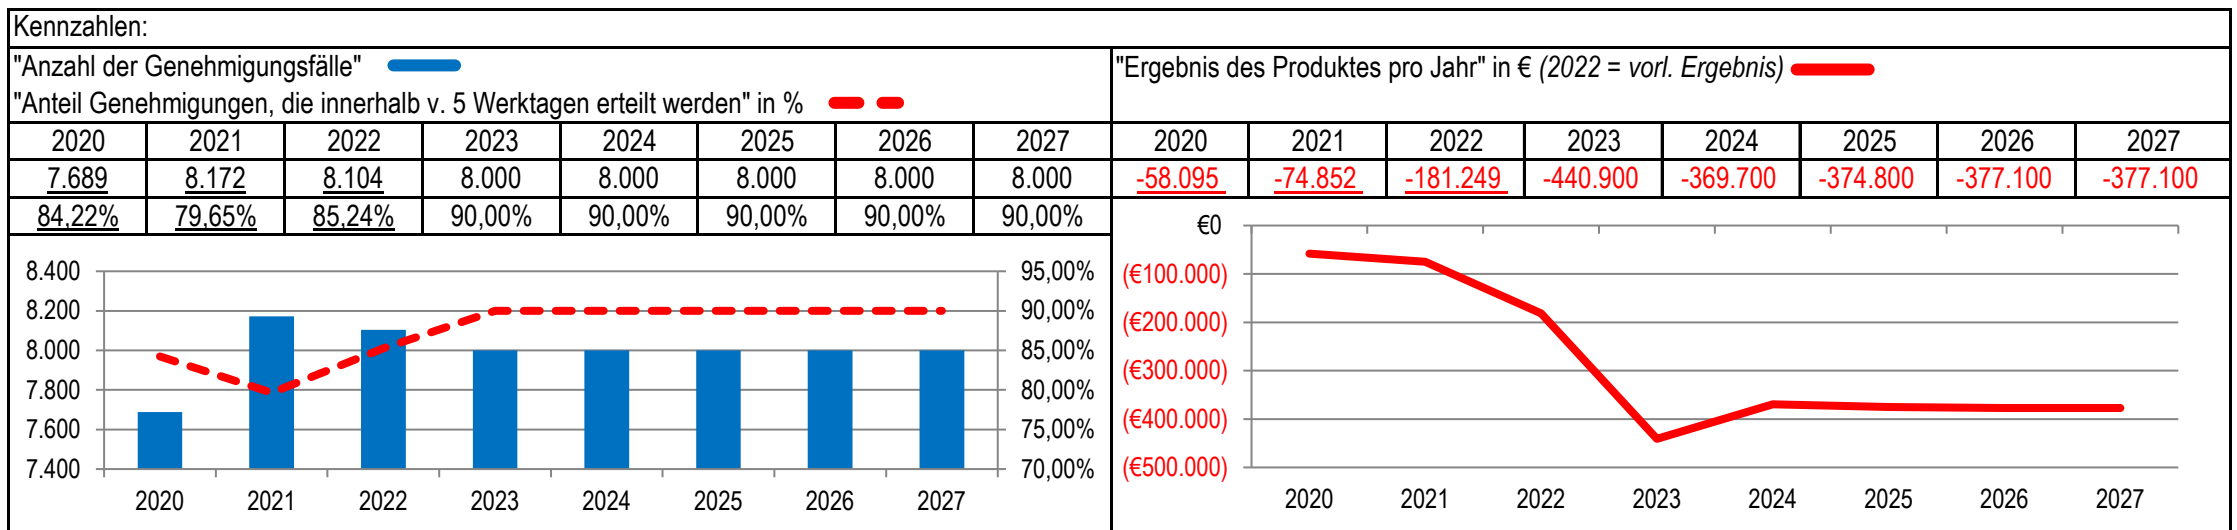 Kennzahlen:
"Anzahl der Genehmigungsfälle"
"Anteil Genehmigungen, die innerhalb v. 5 Werktagen erteilt werden" in %
2020 2021 2022 2023 2024 2025 2026 2027
7.689 8.172 8.104 8.000 8.000 8.000 8.000 8.000
84,22% 79,65% 85,24% 90,00% 90,00% 90,00% 90,00% 90,00%
8.400 95,00%
8.200 90,00%
8.000 85,00%
7.800 80,00%
7.600 75,00%
7.400 70,00%
2020 2021 2022 2023 2024 2025 2026 2027
"Ergebnis des Produktes pro Jahr" in € (2022 = vorl. Ergebnis)
2020 2021 2022 2023 2024 2025 2026 2027
-58.095 -74.852 -181.249 -440.900 -369.700 -374.800 -377.100 -377.100
€0
(€100.000)
(€200.000)
(€300.000)
(€400.000)
(€500.000)
2020 2021 2022 2023 2024 2025 2026 2027